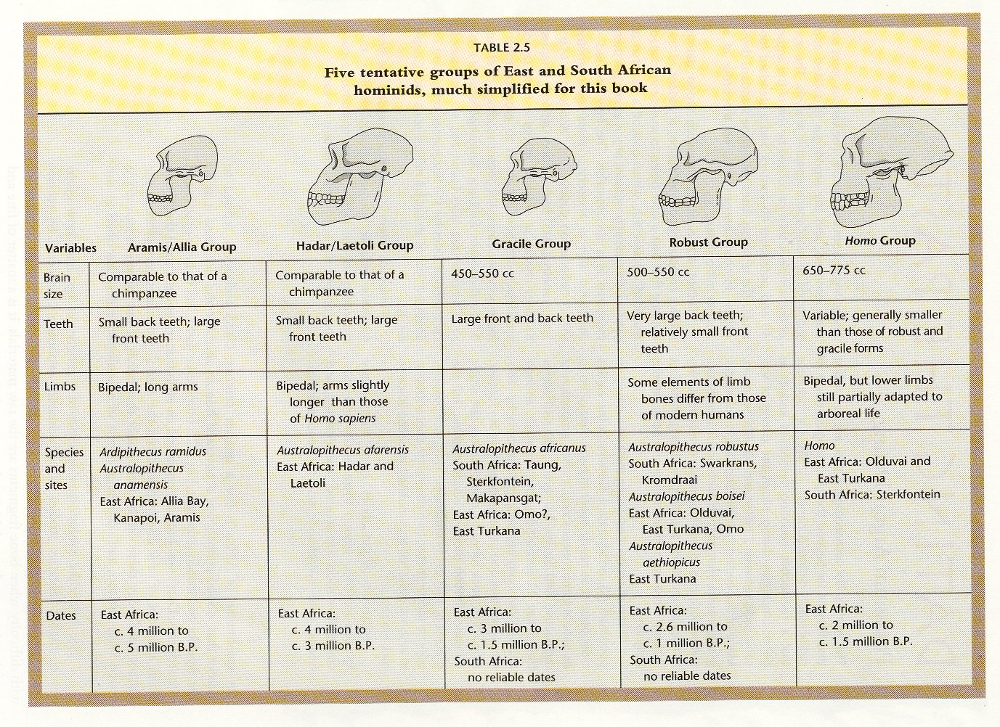 TABLE 2.5
Five tentative groups of East and South African
hominids, much simplified for this book
Variables
Aramis/Allia Group
Hadar/Laetoli Group
Gracile Group
Robust Group
Homo Group
Brain
size
Comparable to that of a
chimpanzee
Comparable to that of a
chimpanzee
450–550 cc
500–550 cc
650–775 cc
Teeth
Small back teeth; large
front teeth
Small back teeth; large
front teeth
Large front and back teeth
Very large back teeth;
relatively small front
teeth
Variable; generally smaller
than those of robust and
gracile forms
Limbs
Bipedal; long arms
Bipedal; arms slightly
longer than those
of Homo sapiens
Some elements of limb
bones differ from those
of modern humans
Bipedal, but lower limbs
still partially adapted to
arboreal life
Species
and
sites
Ardipithecus ramidus
Australopithecus
anamensis
East Africa: Allia Bay,
Kanapoi, Aramis
Australopithecus afarensis
East Africa: Hadar and
Laetoli
Australopithecus africanus
South Africa: Taung,
Sterkfontein,
Makapansgat;
East Africa: Omo?,
East Turkana
Australopithecus robustus
South Africa: Swarkrans,
Kromdraai
Australopithecus boisei
East Africa: Olduvai,
East Turkana, Omo
Australopithecus
aethiopicus
East Turkana
Homo
East Africa: Olduvai and
East Turkana
South Africa: Sterkfontein
Dates
East Africa:
c. 4 million to
c. 5 million B.P.
East Africa:
c. 4 million to
c. 3 million B.P.
East Africa:
c. 3 million to
c. 1.5 million B.P.;
South Africa:
no reliable dates
East Africa:
c. 2.6 million to
c. 1 million B.P.;
South Africa:
no reliable dates
East Africa:
c. 2 million to
c. 1.5 million B.P.